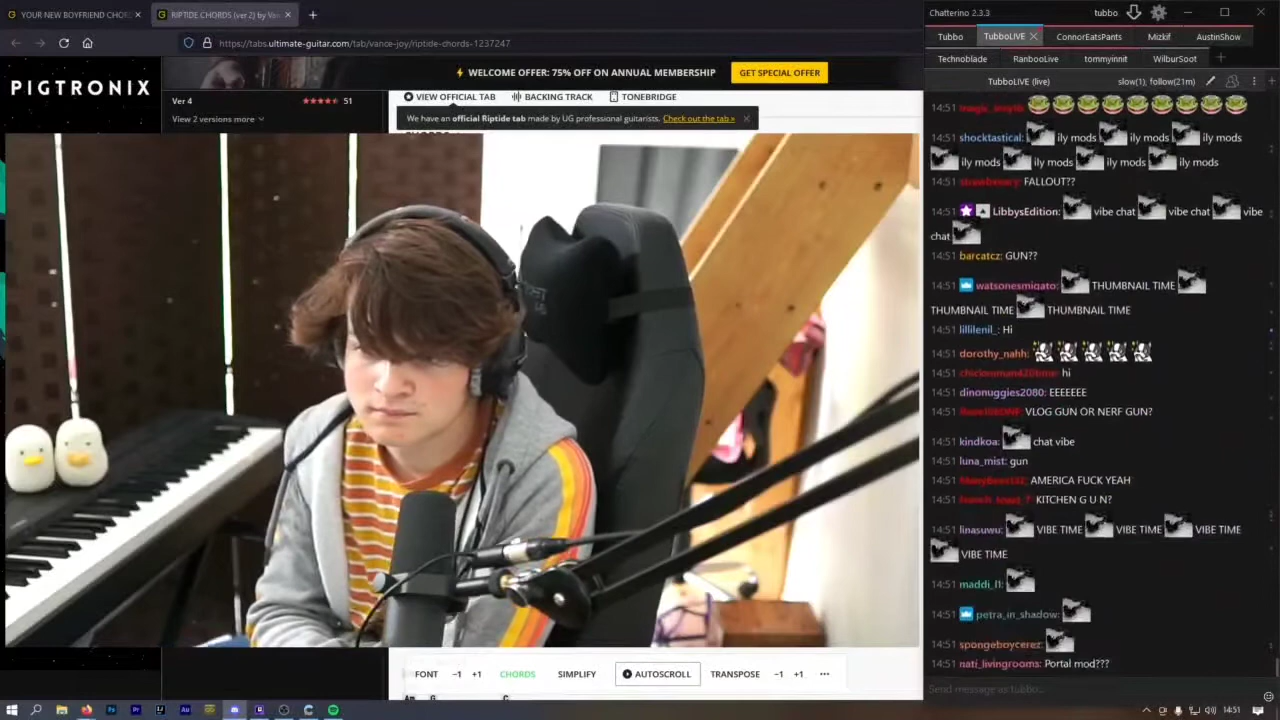 YOUR NEW BOYFRIEND CHOR
RIPTIDE CHORDS (ver 2) by Van
https://tabs.ultimate-guitar.com/tab/vance-joy/riptide-chords-1237247
PIGTRONIX
WELCOME OFFER: 75% OFF ON ANNUAL MEMBERSHIP
GET SPECIAL OFFER
Ver 4
51
View 2 versions more
VIEW OFFICIAL TAB
BACKING TRACK
TONEBRIDGE
We have an official Riptide tab made by UG professional guitarists. Check out the tab »
FONT −1 +1
CHORDS
SIMPLIFY
AUTOSCROLL
TRANSPOSE −1 +1
Am G C
Chatterino 2.3.3
tubbo
Tubbo
TubboLIVE
ConnorEatsPants
Mizkif
AustinShow
Technoblade
RanbooLive
tommyinnit
WilburSoot
TubboLIVE (live)
slow(1), follow(21m)
14:51
14:51 shocktastical: ily mods ily mods ily mods
ily mods ily mods ily mods ily mods
14:51 FALLOUT??
14:51 LibbysEdition: vibe chat vibe chat vibe
chat
14:51 barcatcz: GUN??
14:51 watsonesmigato: THUMBNAIL TIME
THUMBNAIL TIME THUMBNAIL TIME
14:51 lillilenil_: Hi
14:51 dorothy_nahh:
14:51 hi
14:51 dinonuggies2080: EEEEEEE
14:51 VLOG GUN OR NERF GUN?
14:51 kindkoa: chat vibe
14:51 luna_mist: gun
14:51 AMERICA FUCK YEAH
14:51 KITCHEN G U N?
14:51 linasuwu: VIBE TIME VIBE TIME VIBE TIME
VIBE TIME
14:51 maddi_l1:
14:51 petra_in_shadow:
14:51 spongeboycerez:
14:51 nati_livingrooms: Portal mod???
Send message as tubbo...
14:51